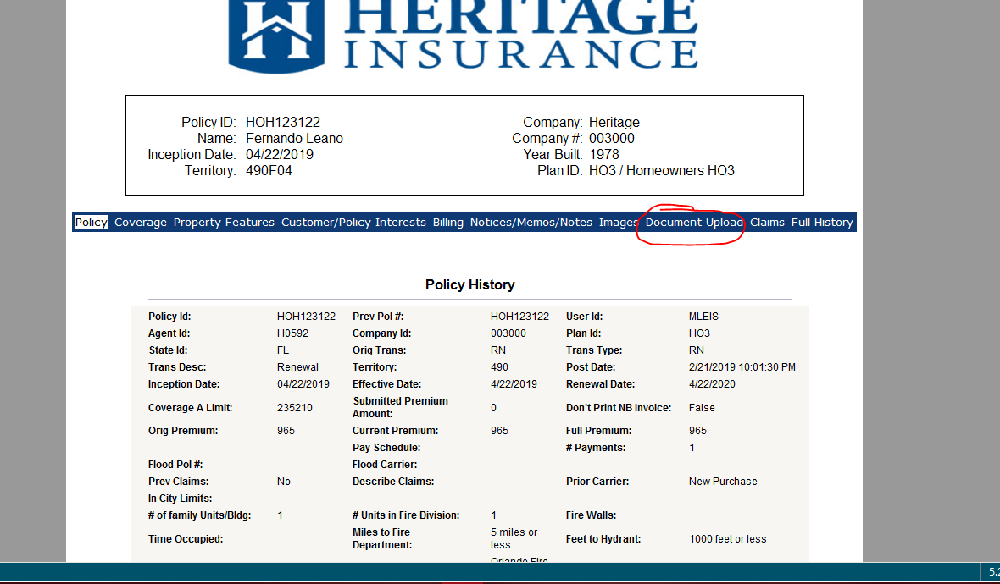 HERITAGE
INSURANCE
Policy ID: HOH123122 Company: Heritage
Name: Fernando Leano Company #: 003000
Inception Date: 04/22/2019 Year Built: 1978
Territory: 490F04 Plan ID: HO3 / Homeowners HO3
Policy Coverage Property Features Customer/Policy Interests Billing Notices/Memos/Notes Images Document Upload Claims Full History
Policy History
Policy Id: HOH123122 Prev Pol #: HOH123122 User Id: MLEIS
Agent Id: H0592 Company Id: 003000 Plan Id: HO3
State Id: FL Orig Trans: RN Trans Type: RN
Trans Desc: Renewal Territory: 490 Post Date: 2/21/2019 10:01:30 PM
Inception Date: 04/22/2019 Effective Date: 4/22/2019 Renewal Date: 4/22/2020
Coverage A Limit: 235210 Submitted Premium Amount: 0 Don't Print NB Invoice: False
Orig Premium: 965 Current Premium: 965 Full Premium: 965
Pay Schedule: # Payments: 1
Flood Pol #: Flood Carrier:
Prev Claims: No Describe Claims: Prior Carrier: New Purchase
In City Limits:
# of family Units/Bldg: 1 # Units in Fire Division: 1 Fire Walls:
Time Occupied: Miles to Fire Department: 5 miles or less Feet to Hydrant: 1000 feet or less
Orlando Fire